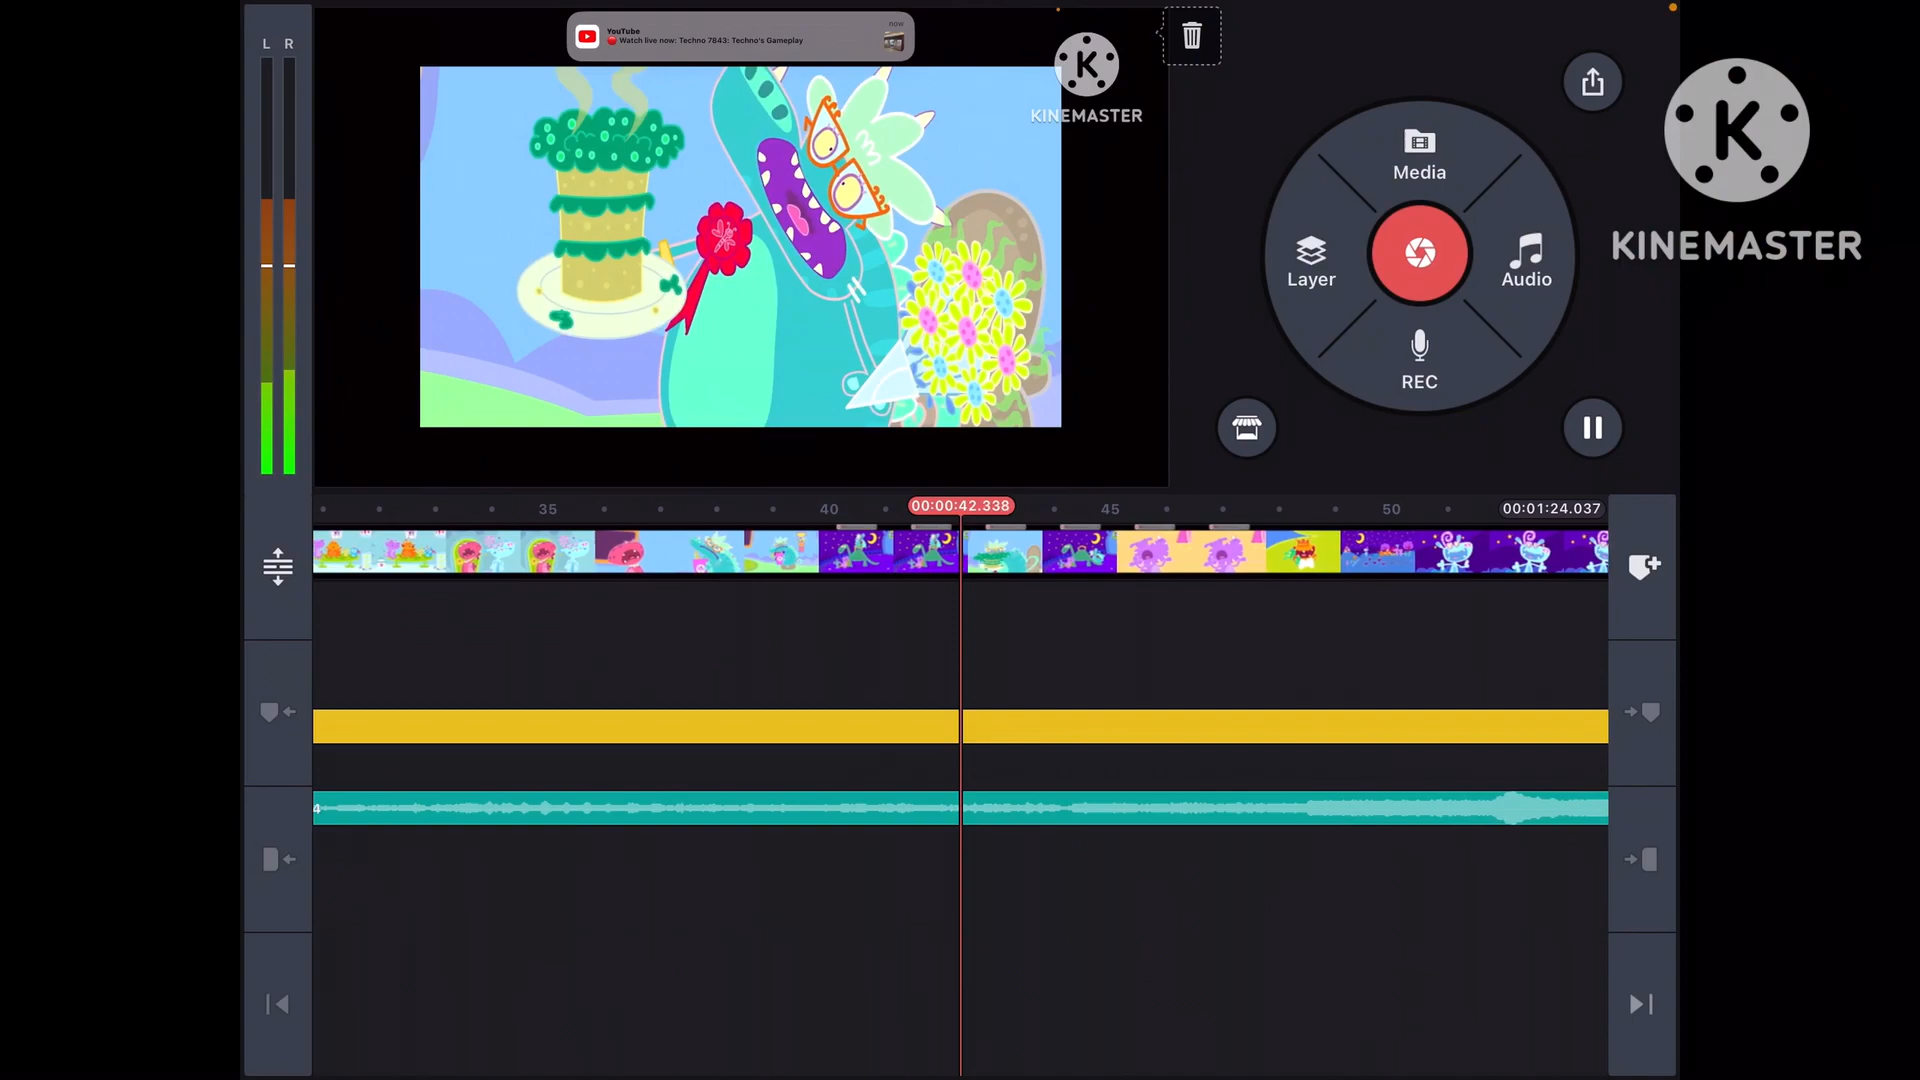 L R
YouTube
now
🔴 Watch live now: Techno 7843: Techno's Gameplay
K
KINEMASTER
K
KINEMASTER
Media
Layer
Audio
REC
35
40
00:00:42.338
45
50
00:01:24.037
4